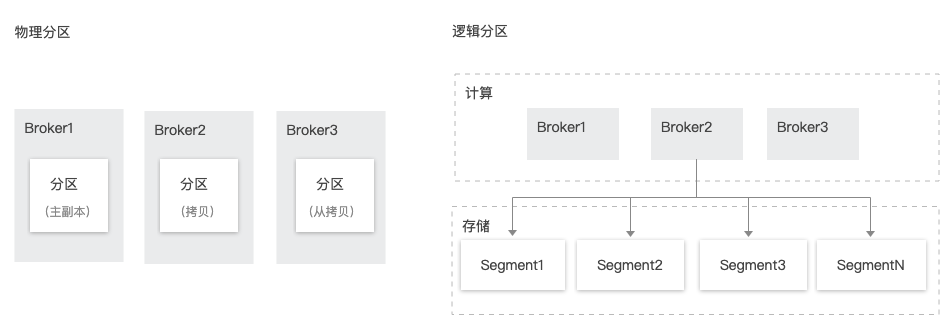 物理分区
Broker1
分区
(主副本)
Broker2
分区
(拷贝)
Broker3
分区
(从拷贝)
逻辑分区
计算
Broker1
Broker2
Broker3
存储
Segment1
Segment2
Segment3
SegmentN